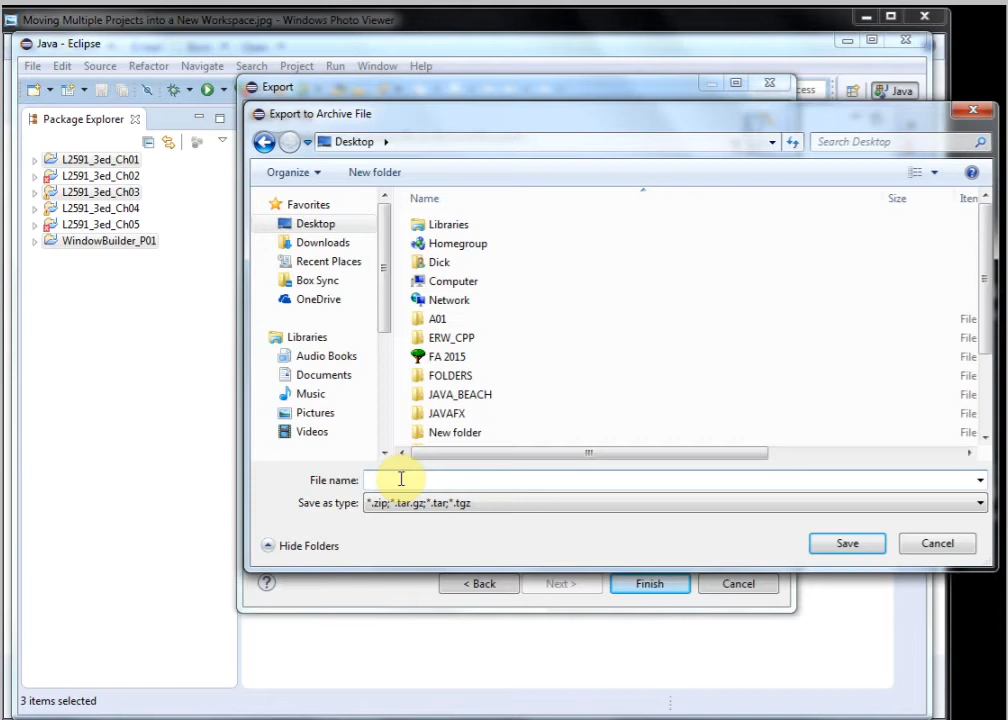 Moving Multiple Projects into a New Workspace.jpg - Windows Photo Viewer
Java - Eclipse
File Edit Source Refactor Navigate Search Project Run Window Help
Export
cess
Java
Package Explorer
Export to Archive File
Desktop
Search Desktop
Organize New folder
L2591_3ed_Ch01
L2591_3ed_Ch02
L2591_3ed_Ch03
L2591_3ed_Ch04
L2591_3ed_Ch05
WindowBuilder_P01
Favorites
Desktop
Downloads
Recent Places
Box Sync
OneDrive
Libraries
Audio Books
Documents
Music
Pictures
Videos
Name Size Iten
Libraries
Homegroup
Dick
Computer
Network
A01 File
ERW_CPP File
FA 2015 File
FOLDERS File
JAVA_BEACH File
JAVAFX File
New folder File
File name:
Save as type: *.zip;*.tar.gz;*.tar;*.tgz
Hide Folders Save Cancel
< Back Next > Finish Cancel
3 items selected